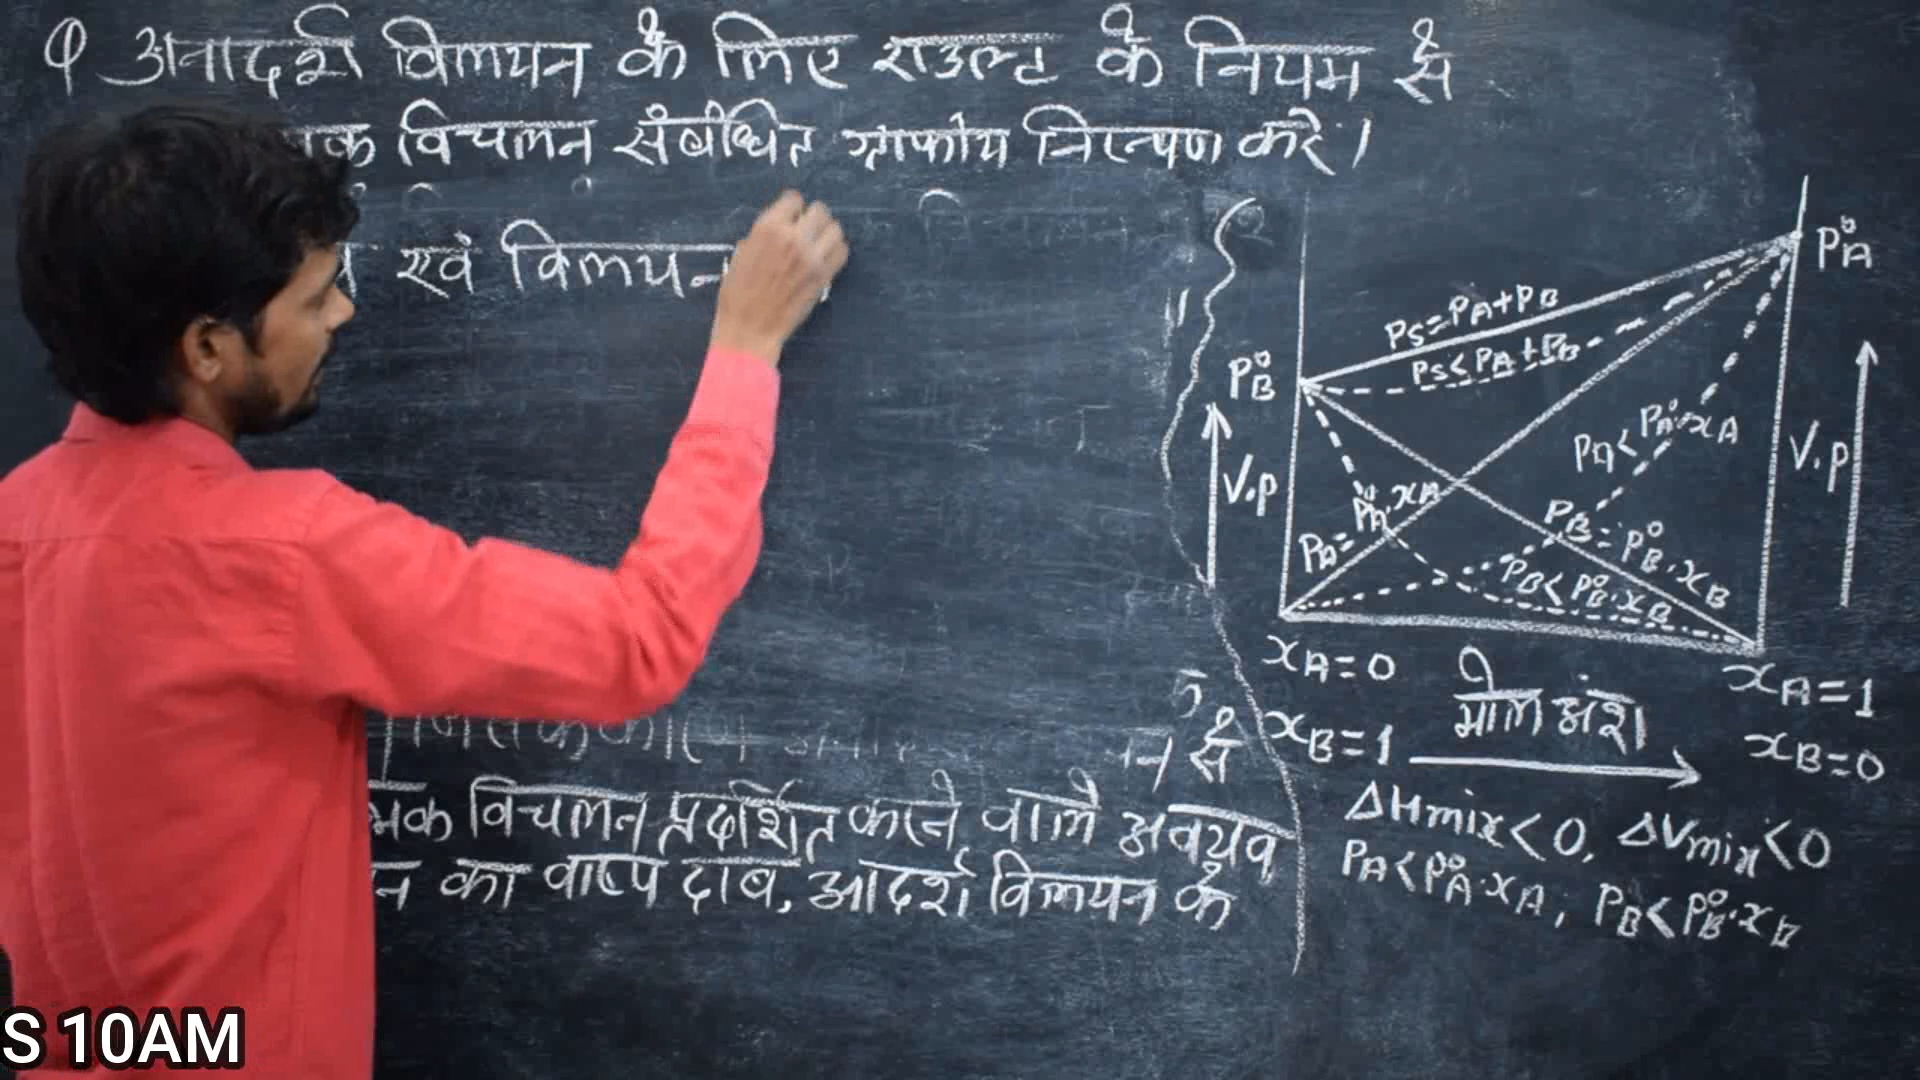 Q अनादर्श विलयन के लिए राउल्ट के नियम से
विचलन संबंधित ग्राफीय निरूपण करें।
एवं विलयन
जिसके कारण
से
विचलन प्रदर्शित करने वाले अवयव
का वाष्प दाब, आदर्श विलयन के
P°A
PS=PA+PB
PS<PA+PB
P°B
PA<P°A·xA
V.P
V.P
PA=P°A·xA
PB=P°B·xB
PB<P°B·xB
xA=0
xA=1
मोल अंश
xB=1
xB=0
ΔHmix<0, ΔVmix<0
PA<P°A·xA; PB<P°B·xB
S 10AM